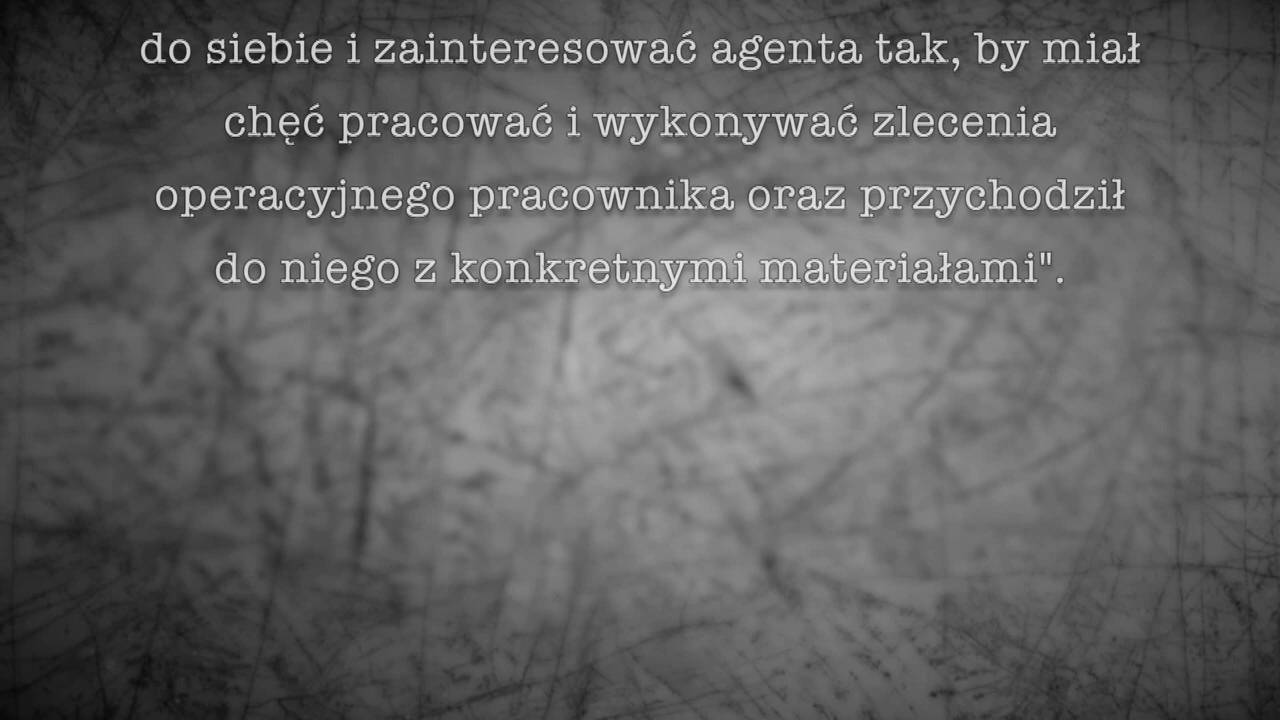 do siebie i zainteresować agenta tak, by miał
chęć pracować i wykonywać zlecenia
operacyjnego pracownika oraz przychodził
do niego z konkretnymi materiałami".